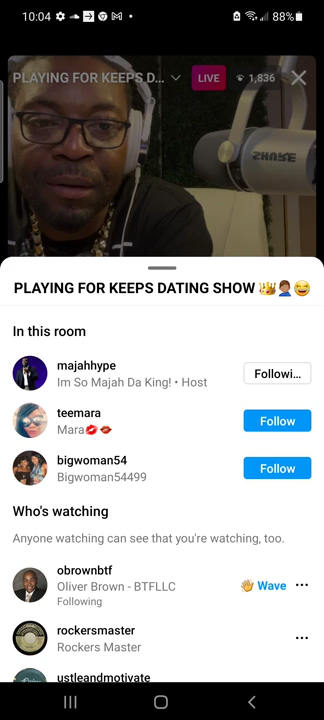 10:04
88%
PLAYING FOR KEEPS D...
LIVE
1,836
SHURE
PLAYING FOR KEEPS DATING SHOW 👑🤦🏽‍♂️😂
In this room
majahhype
Im So Majah Da King! • Host
Followi...
teemara
Mara💋👄
Follow
bigwoman54
Bigwoman54499
Follow
Who's watching
Anyone watching can see that you're watching, too.
obrownbtf
Oliver Brown - BTFLLC
Following
👋 Wave
rockersmaster
Rockers Master
ustleandmotivate